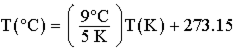 T(°C) = (9°C/5 K) T(K) + 273.15